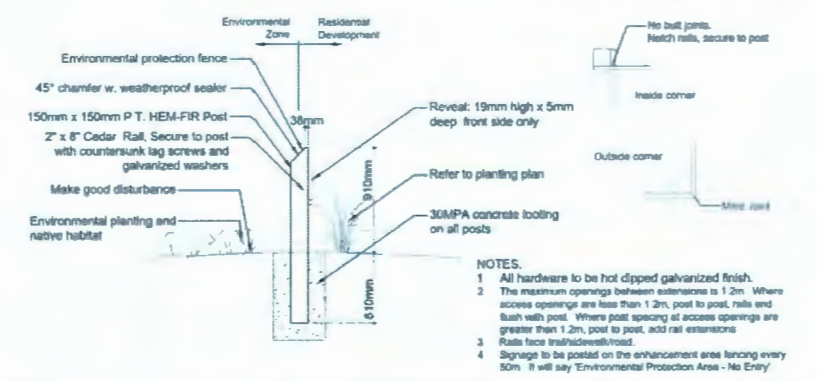 Environmental
Zone
Residential
Development
Environmental protection fence
45° chamfer w. weatherproof sealer
150mm x 150mm P T. HEM-FIR Post
2" x 8" Cedar Rail, Secure to post
with countersunk lag screws and
galvanized washers
Make good disturbance
Environmental planting and
native habitat
38mm
910mm
610mm
Reveal: 19mm high x 5mm
deep front side only
Refer to planting plan
30MPA concrete footing
on all posts
No butt joints.
Notch rails, secure to post
Inside corner
Outside corner
Mitre Joint
NOTES.
1 All hardware to be hot dipped galvanized finish.
2 The maximum openings between extensions is 1.2m. Where
access openings are less than 1.2m, post to post, rails end
flush with post. Where post spacing at access openings are
greater than 1.2m, post to post, add rail extensions
3 Rails face trail/sidewalk/road.
4 Signage to be posted on the enhancement area fencing every
50m It will say 'Environmental Protection Area - No Entry'